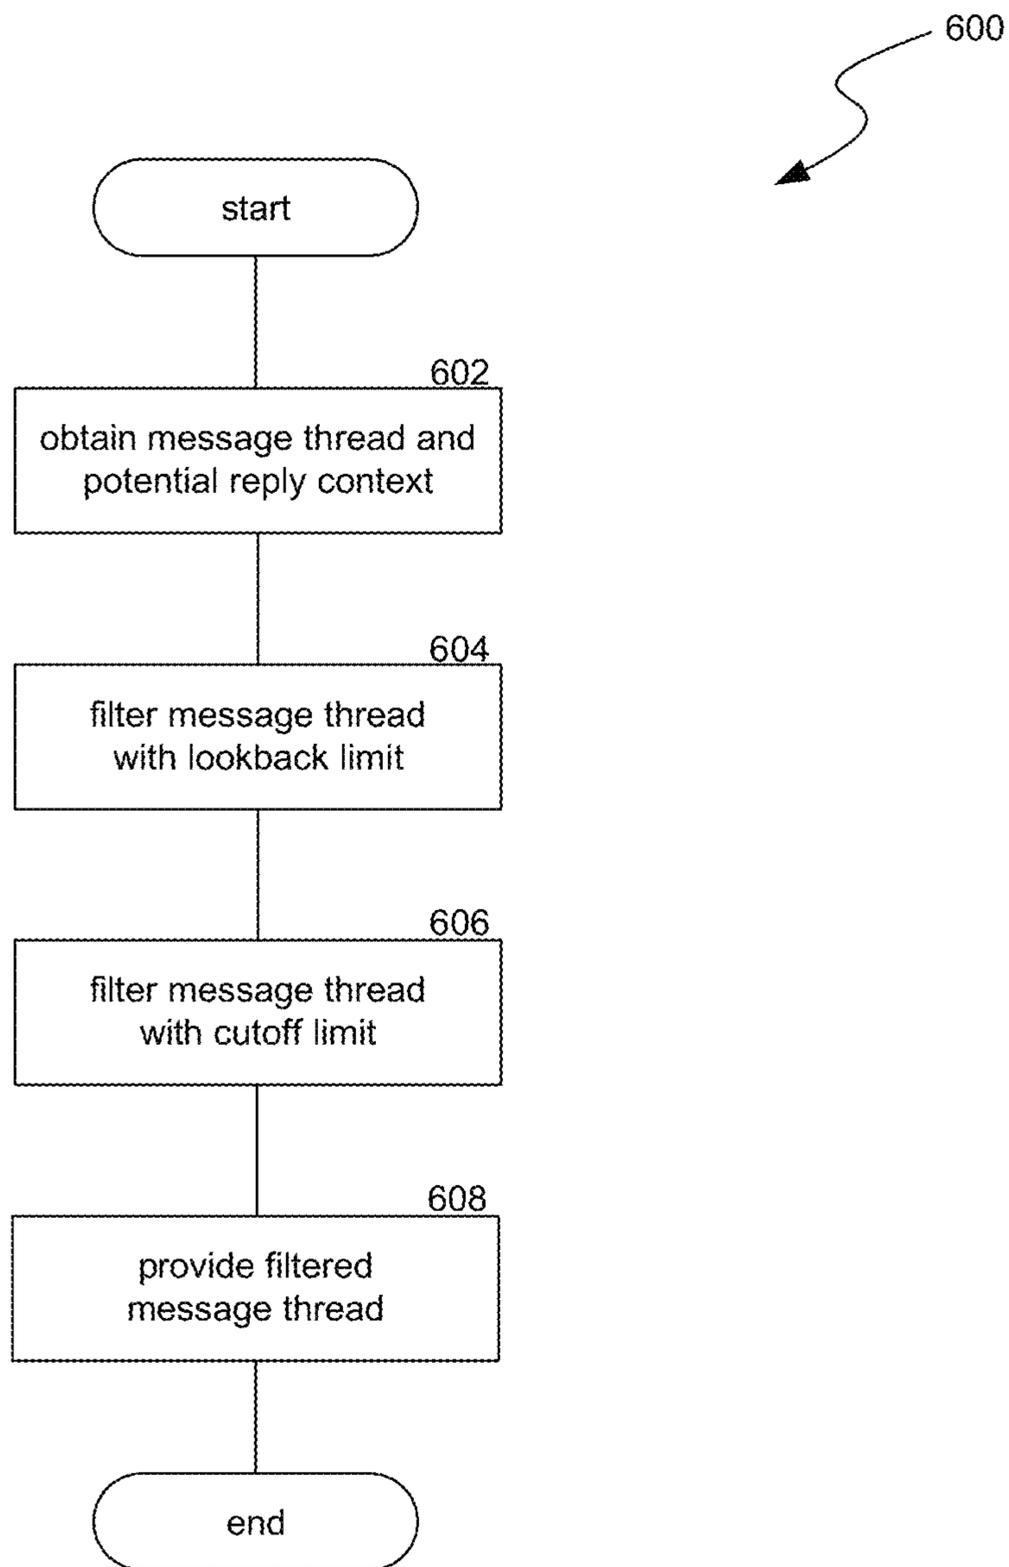 600
start
602
obtain message thread and
potential reply context
604
filter message thread
with lookback limit
606
filter message thread
with cutoff limit
608
provide filtered
message thread
end